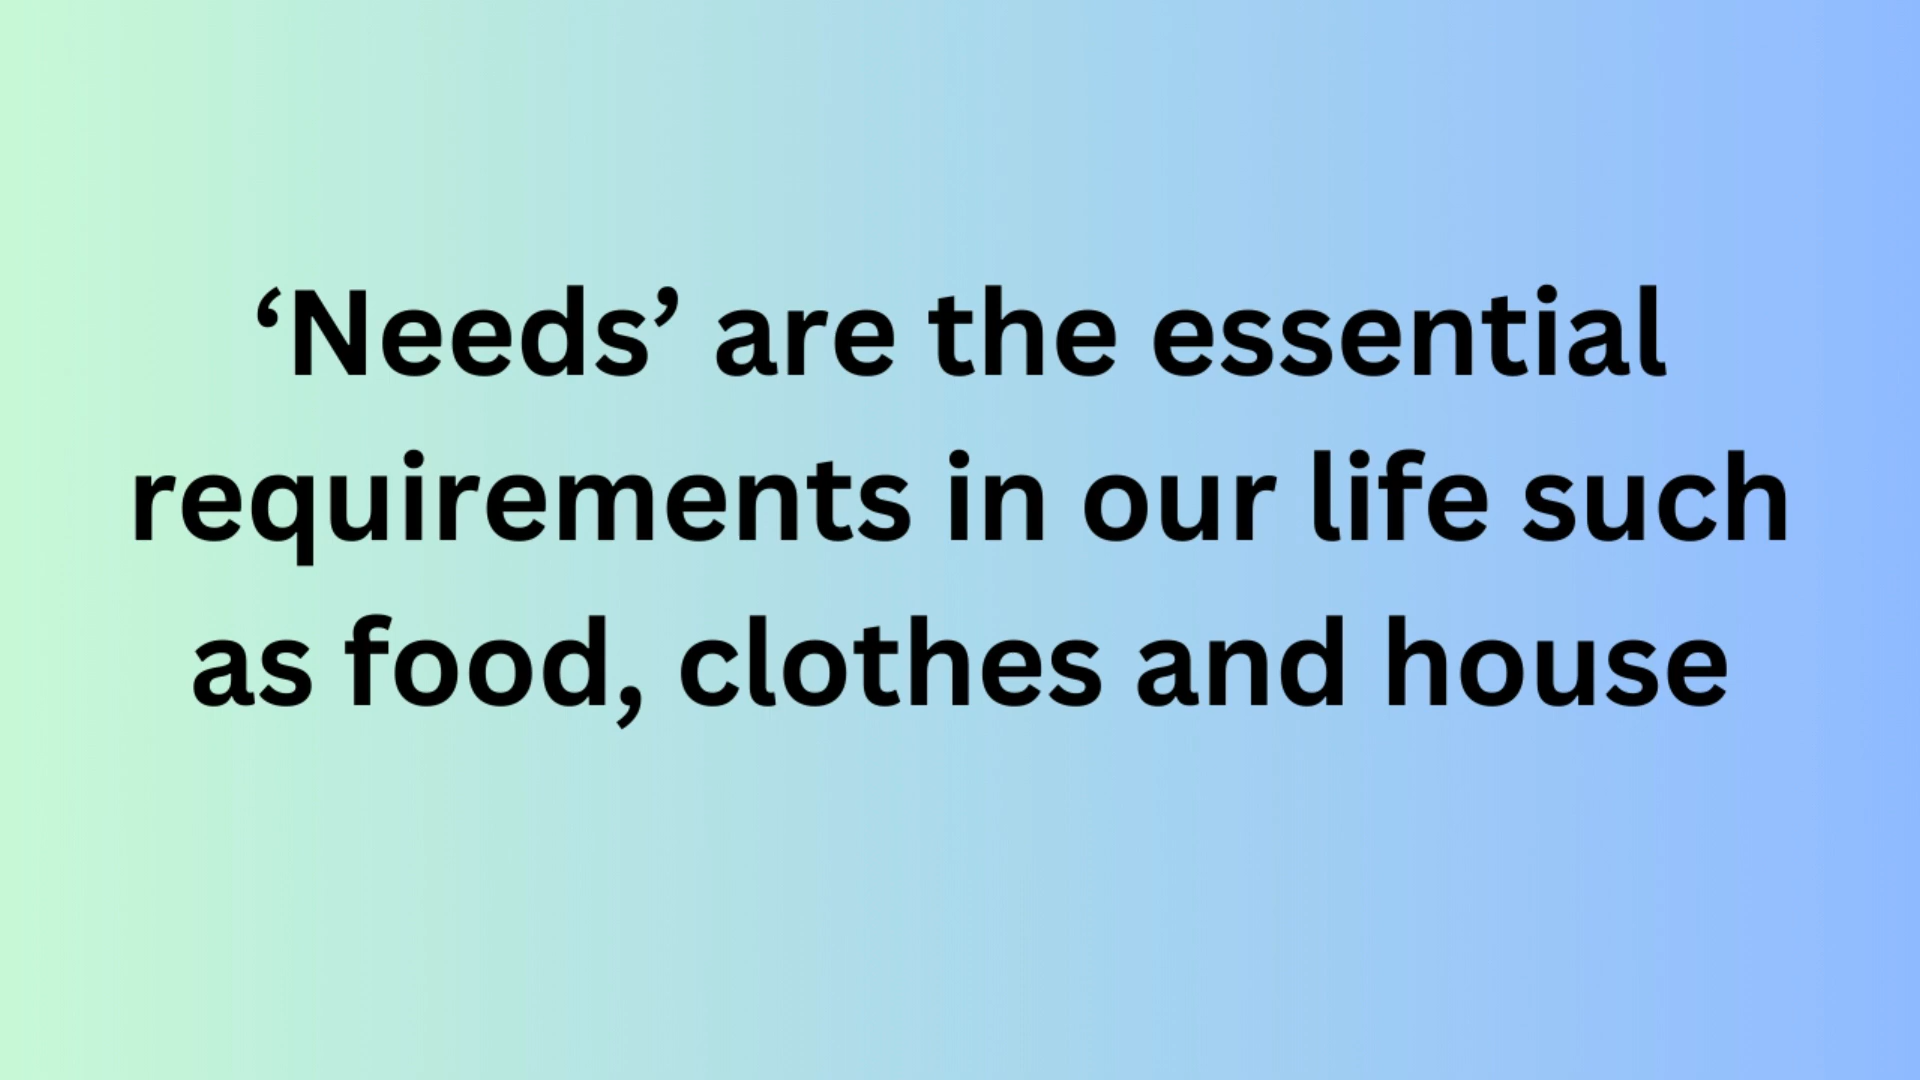 ‘Needs’ are the essential
requirements in our life such
as food, clothes and house